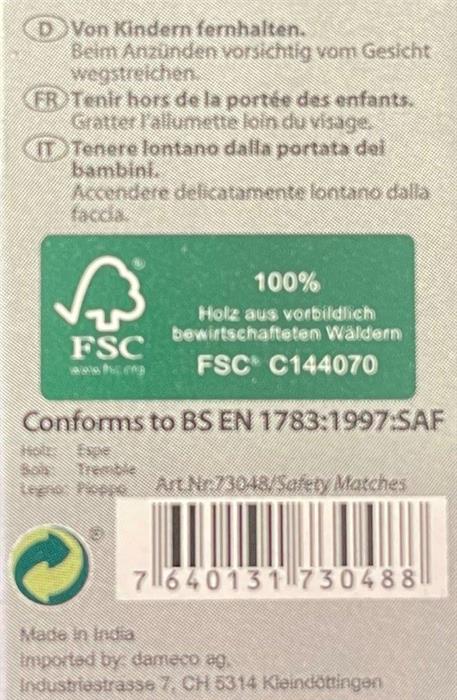 D Von Kindern fernhalten.
Beim Anzünden vorsichtig vom Gesicht
wegstreichen.
FR Tenir hors de la portée des enfants.
Gratter l'allumette loin du visage.
IT Tenere lontano dalla portata dei
bambini.
Accendere delicatamente lontano dalla
faccia.
100%
Holz aus vorbildlich
bewirtschafteten Wäldern
FSC® C144070
®
FSC
www.fsc.org
Conforms to BS EN 1783:1997:SAF
Holz: Espe
Bois: Tremble
Legno: Pioppo
Art.Nr:73048/Safety Matches
®
7 640131 730488
Made in India
Imported by: dameco ag,
Industriestrasse 7, CH 5314 Kleindöttingen